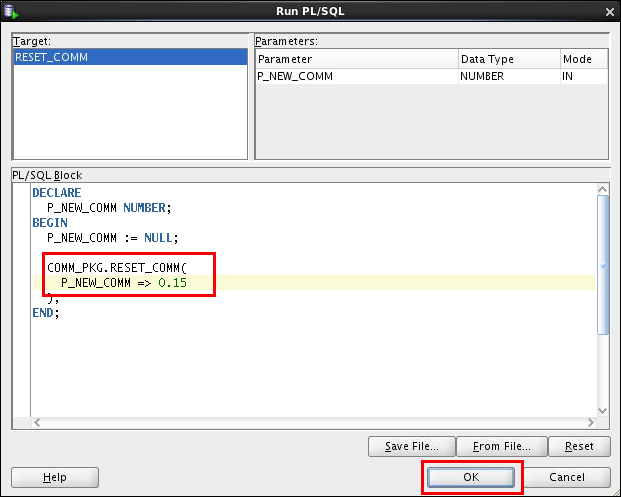 Run PL/SQL
Target:
RESET_COMM
Parameters:
Parameter Data Type Mode
P_NEW_COMM NUMBER IN
PL/SQL Block
DECLARE
P_NEW_COMM NUMBER;
BEGIN
P_NEW_COMM := NULL;
COMM_PKG.RESET_COMM(
P_NEW_COMM => 0.15
);
END;
Save File... From File... Reset
Help OK Cancel